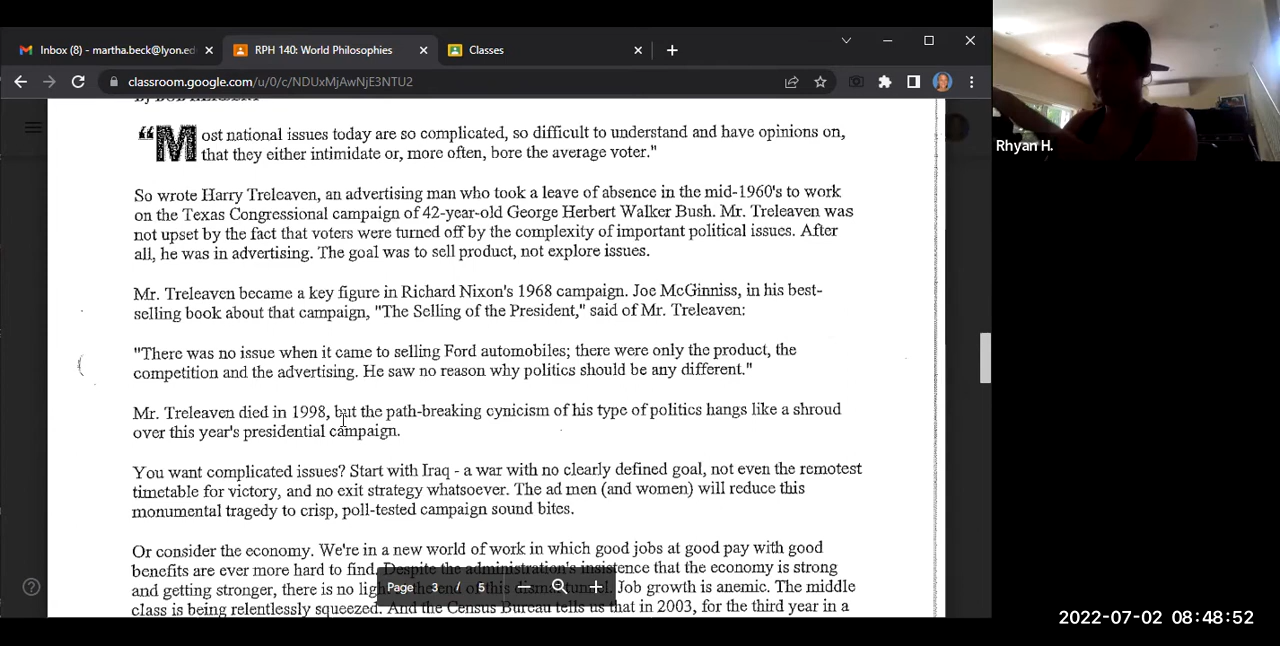 Inbox (8) - martha.beck@lyon.ed
RPH 140: World Philosophies
Classes
classroom.google.com/u/0/c/NDUxMjAwNjE3NTU2
Rhyan H.
"Most national issues today are so complicated, so difficult to understand and have opinions on,
that they either intimidate or, more often, bore the average voter."
So wrote Harry Treleaven, an advertising man who took a leave of absence in the mid-1960's to work
on the Texas Congressional campaign of 42-year-old George Herbert Walker Bush. Mr. Treleaven was
not upset by the fact that voters were turned off by the complexity of important political issues. After
all, he was in advertising. The goal was to sell product, not explore issues.
Mr. Treleaven became a key figure in Richard Nixon's 1968 campaign. Joe McGinniss, in his best-
selling book about that campaign, "The Selling of the President," said of Mr. Treleaven:
"There was no issue when it came to selling Ford automobiles; there were only the product, the
competition and the advertising. He saw no reason why politics should be any different."
Mr. Treleaven died in 1998, but the path-breaking cynicism of his type of politics hangs like a shroud
over this year's presidential campaign.
You want complicated issues? Start with Iraq - a war with no clearly defined goal, not even the remotest
timetable for victory, and no exit strategy whatsoever. The ad men (and women) will reduce this
monumental tragedy to crisp, poll-tested campaign sound bites.
Or consider the economy. We're in a new world of work in which good jobs at good pay with good
benefits are ever more hard to find. Despite the administration's insistence that the economy is strong
and getting stronger, there is no light at the end of this dismal tunnel. Job growth is anemic. The middle
class is being relentlessly squeezed. And the Census Bureau tells us that in 2003, for the third year in a
Page 3 / 5
2022-07-02 08:48:52